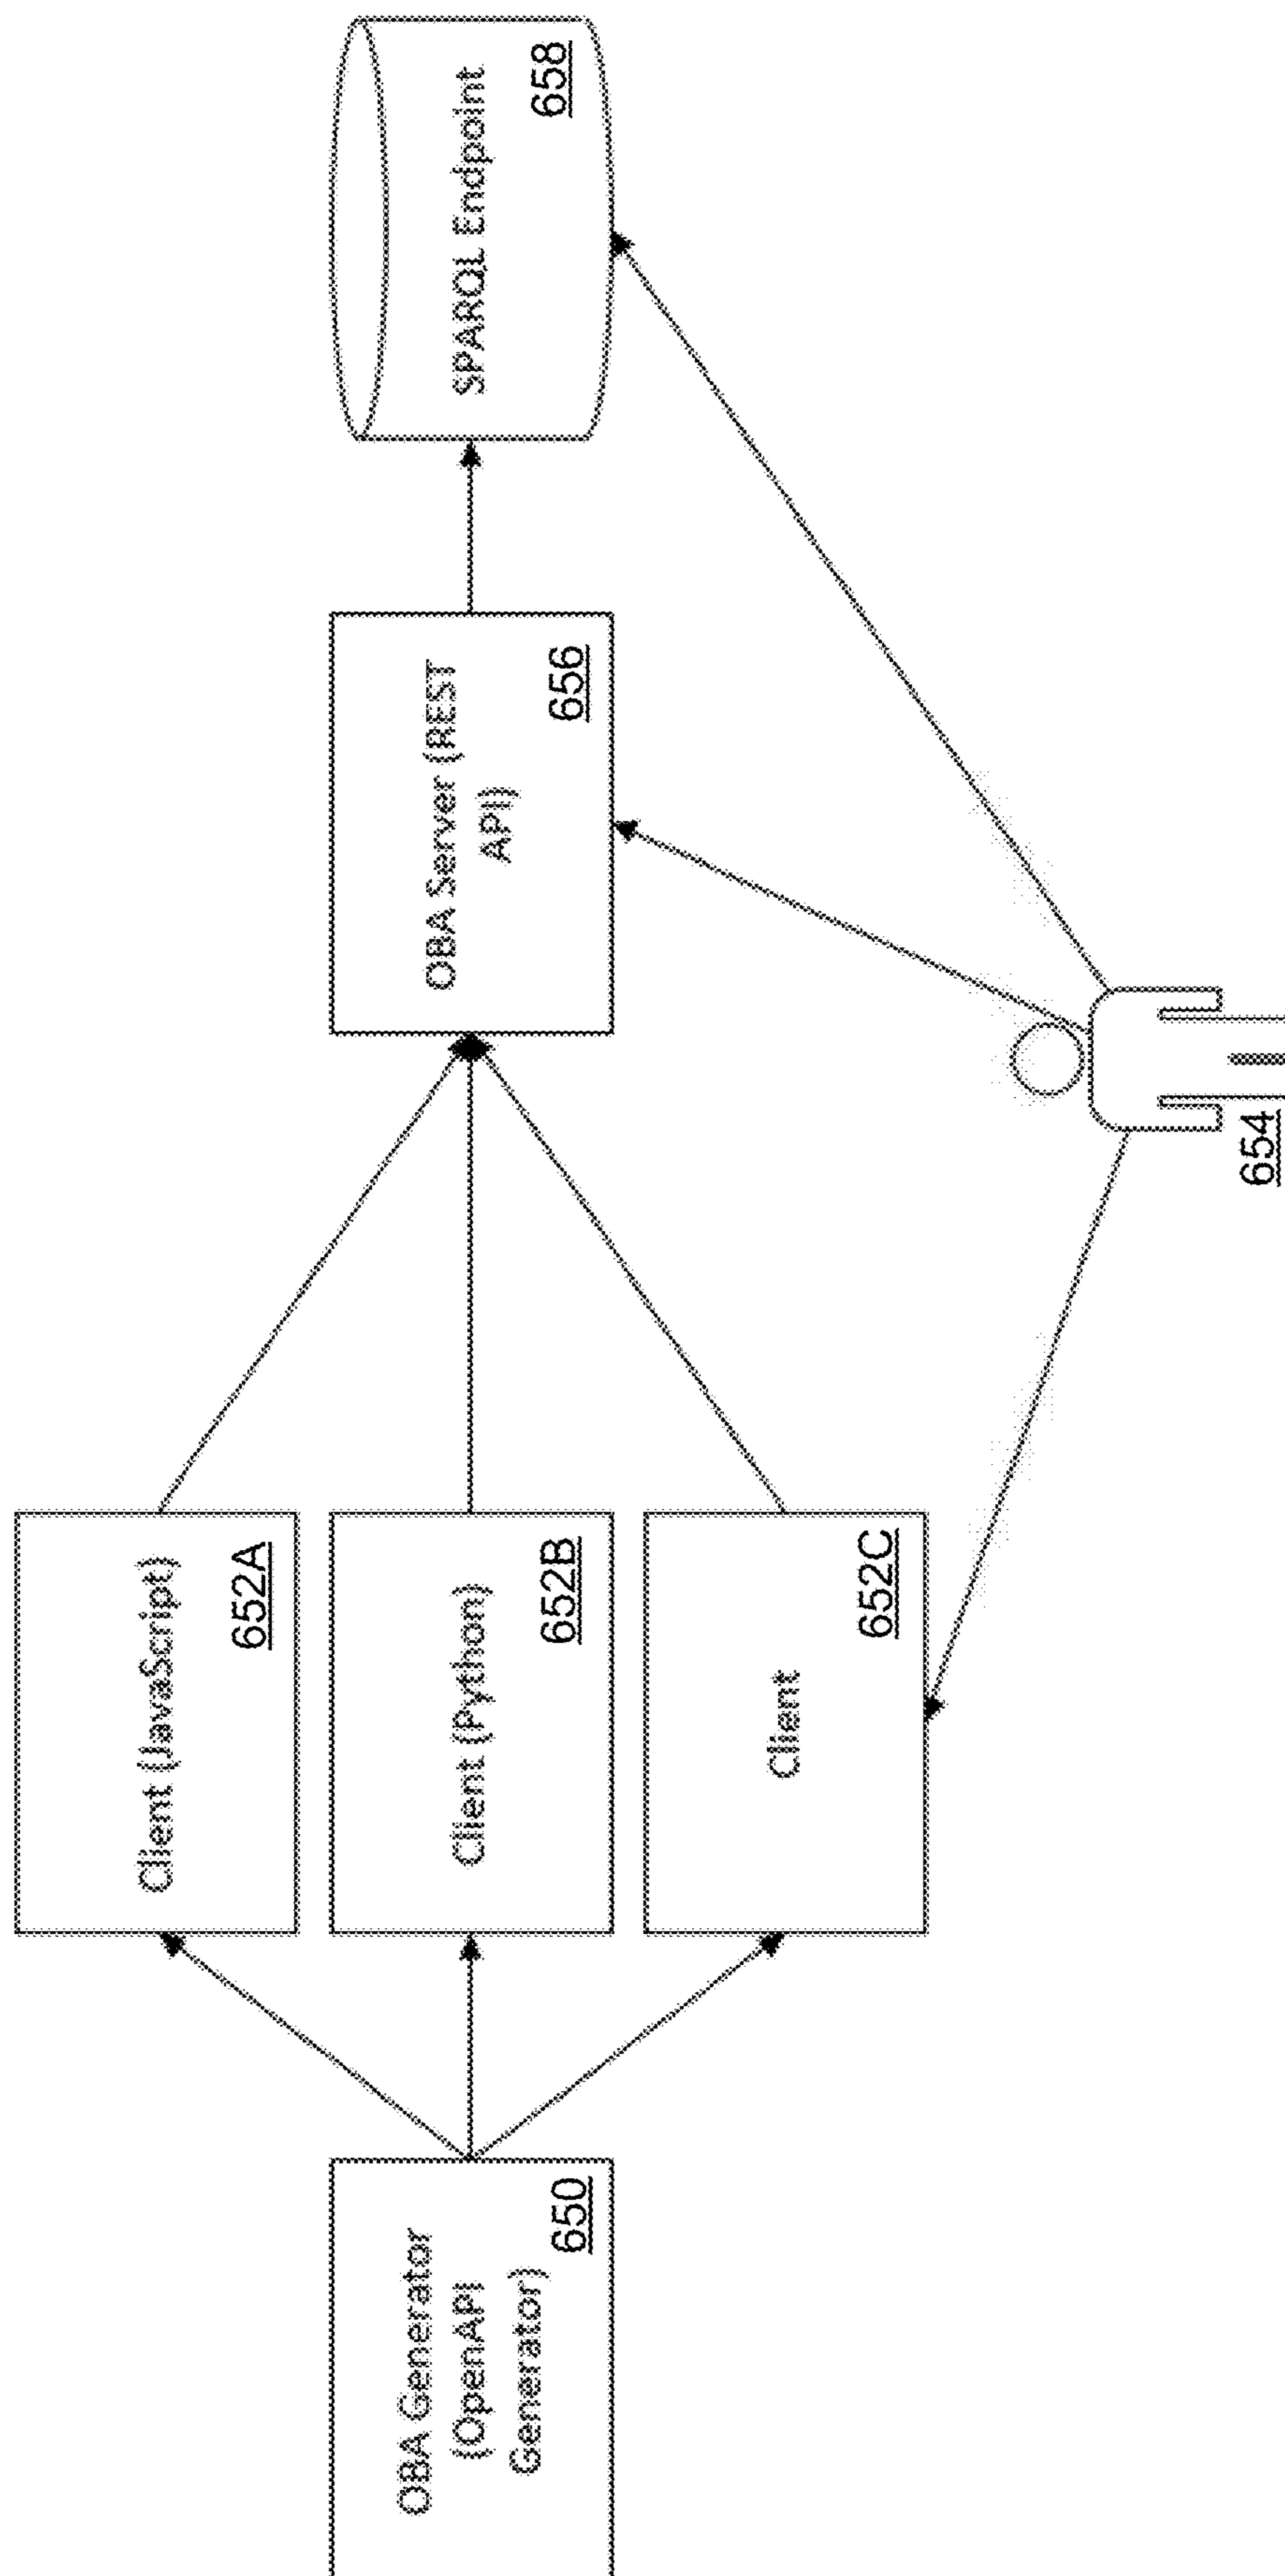 OBA Generator
(OpenAPI
Generator)
650
Client (JavaScript)
652A
Client (Python)
652B
Client
652C
OBA Server (REST
API)
656
SPARQL Endpoint
658
654